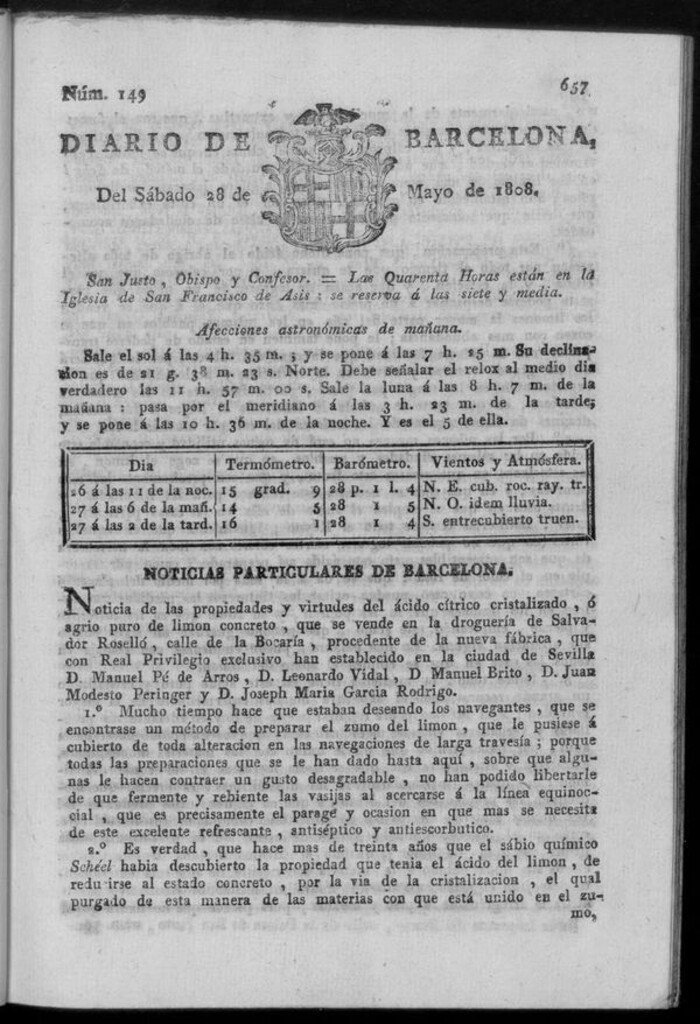 Núm. 149
657
DIARIO DE BARCELONA,
Del Sábado 28 de Mayo de 1808.
San Justo, Obispo y Confesor. = Las Quarenta Horas están en la
Iglesia de San Francisco de Asis: se reserva á las siete y media.
Afecciones astronómicas de mañana.
Sale el sol á las 4 h. 35 m.; y se pone á las 7 h. 25 m. Su declina-
cion es de 21 g. 38 m. 23 s. Norte. Debe señalar el relox al medio dia
verdadero las 11 h. 57 m. 00 s. Sale la luna á las 8 h. 7 m. de la
mañana: pasa por el meridiano á las 3 h. 23 m. de la tarde;
y se pone á las 10 h. 36 m. de la noche. Y es el 5 de ella.
Dia Termómetro. Barómetro. Vientos y Atmósfera.
26 á las 11 de la noc. 15 grad. 9 28 p. 1 l. 4 N. E. cub. roc. ray. tr.
27 á las 6 de la mañ. 14 5 28 1 5 N. O. idem lluvia.
27 á las 2 de la tard. 16 1 28 1 4 S. entrecubierto truen.
NOTICIAS PARTICULARES DE BARCELONA.
Noticia de las propiedades y virtudes del ácido cítrico cristalizado, ó
agrio puro de limon concreto, que se vende en la droguería de Salva-
dor Roselló, calle de la Bocaría, procedente de la nueva fábrica, que
con Real Privilegio exclusivo han establecido en la ciudad de Sevilla
D. Manuel Pé de Arros, D. Leonardo Vidal, D Manuel Brito, D. Juan
Modesto Peringer y D. Joseph Maria Garcia Rodrigo.
1.º Mucho tiempo hace que estaban deseando los navegantes, que se
encontrase un método de preparar el zumo del limon, que le pusiese á
cubierto de toda alteracion en las navegaciones de larga travesía; porque
todas las preparaciones que se le han dado hasta aquí, sobre que algu-
nas le hacen contraer un gusto desagradable, no han podido libertarle
de que fermente y rebiente las vasijas al acercarse á la línea equinoc-
cial, que es precisamente el parage y ocasion en que mas se necesita
de este excelente refrescante, antiséptico y antiescorbutico.
2.º Es verdad, que hace mas de treinta años que el sábio químico
Schéel habia descubierto la propiedad que tenia el ácido del limon, de
redu irse al estado concreto, por la via de la cristalizacion, el qual
purgado de esta manera de las materias con que está unido en el zu-
mo,